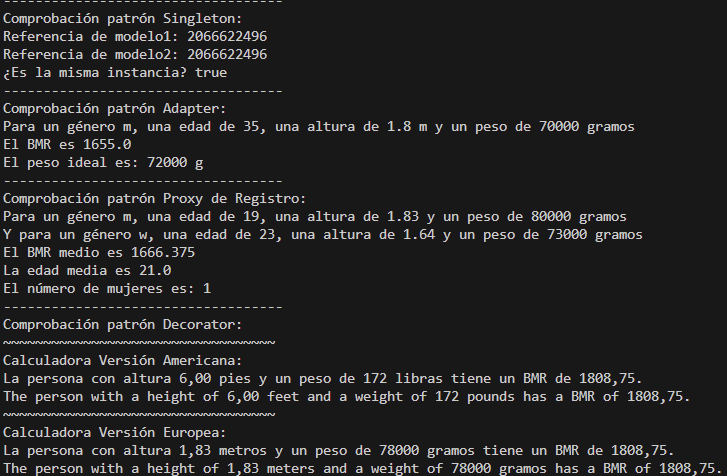 -----------------------------------
Comprobación patrón Singleton:
Referencia de modelo1: 2066622496
Referencia de modelo2: 2066622496
¿Es la misma instancia? true
-----------------------------------
Comprobación patrón Adapter:
Para un género m, una edad de 35, una altura de 1.8 m y un peso de 70000 gramos
El BMR es 1655.0
El peso ideal es: 72000 g
-----------------------------------
Comprobación patrón Proxy de Registro:
Para un género m, una edad de 19, una altura de 1.83 y un peso de 80000 gramos
Y para un género w, una edad de 23, una altura de 1.64 y un peso de 73000 gramos
El BMR medio es 1666.375
La edad media es 21.0
El número de mujeres es: 1
-----------------------------------
Comprobación patrón Decorator:
~~~~~~~~~~~~~~~~~~~~~~~~~~~~~~~~~~
Calculadora Versión Americana:
La persona con altura 6,00 pies y un peso de 172 libras tiene un BMR de 1808,75.
The person with a height of 6,00 feet and a weight of 172 pounds has a BMR of 1808,75.
~~~~~~~~~~~~~~~~~~~~~~~~~~~~~~~~~~
Calculadora Versión Europea:
La persona con altura 1,83 metros y un peso de 78000 gramos tiene un BMR de 1808,75.
The person with a height of 1,83 meters and a weight of 78000 gramos has a BMR of 1808,75.